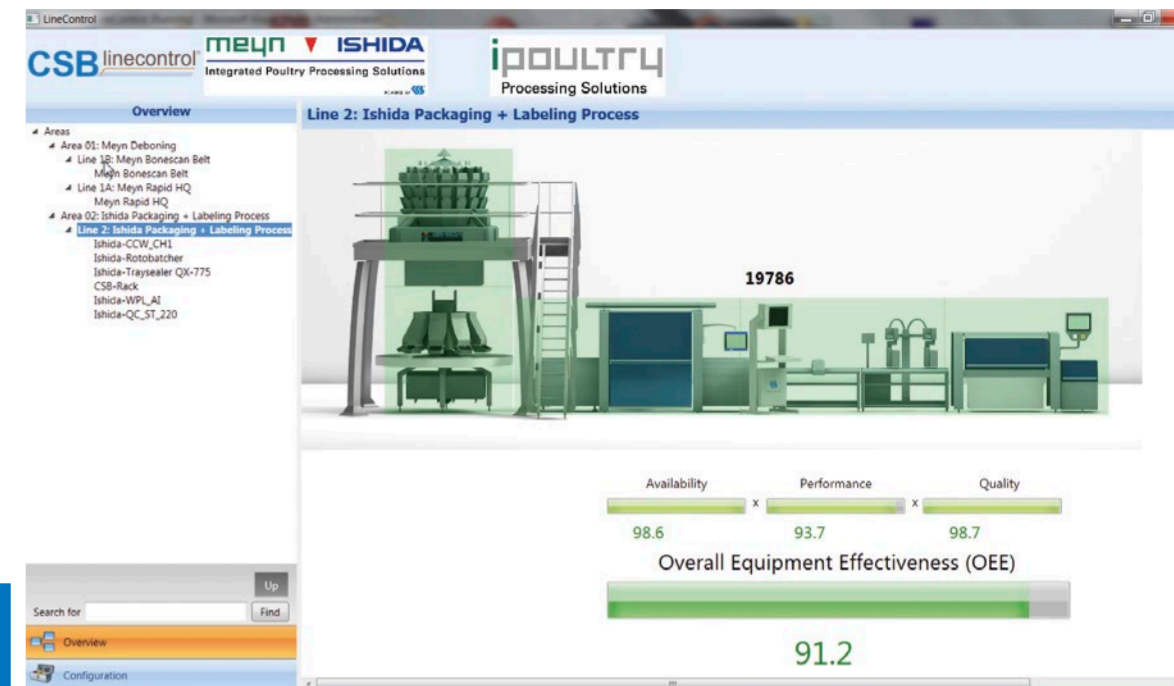 LineControl
CSB linecontrol
meyn ISHIDA
Integrated Poultry Processing Solutions
ipoultry
Processing Solutions
Overview
Line 2: Ishida Packaging + Labeling Process
Areas
Area 01: Meyn Deboning
Line 1B: Meyn Bonescan Belt
Meyn Bonescan Belt
Line 1A: Meyn Rapid HQ
Meyn Rapid HQ
Area 02: Ishida Packaging + Labeling Process
Line 2: Ishida Packaging + Labeling Process
Ishida-CCW_CH1
Ishida-Rotobatcher
Ishida-Traysealer QX-775
CSB-Rack
Ishida-WPL_AI
Ishida-QC_ST_220
19786
Availability Performance Quality
x x
98.6 93.7 98.7
Overall Equipment Effectiveness (OEE)
91.2
Up
Search for Find
Overview
Configuration